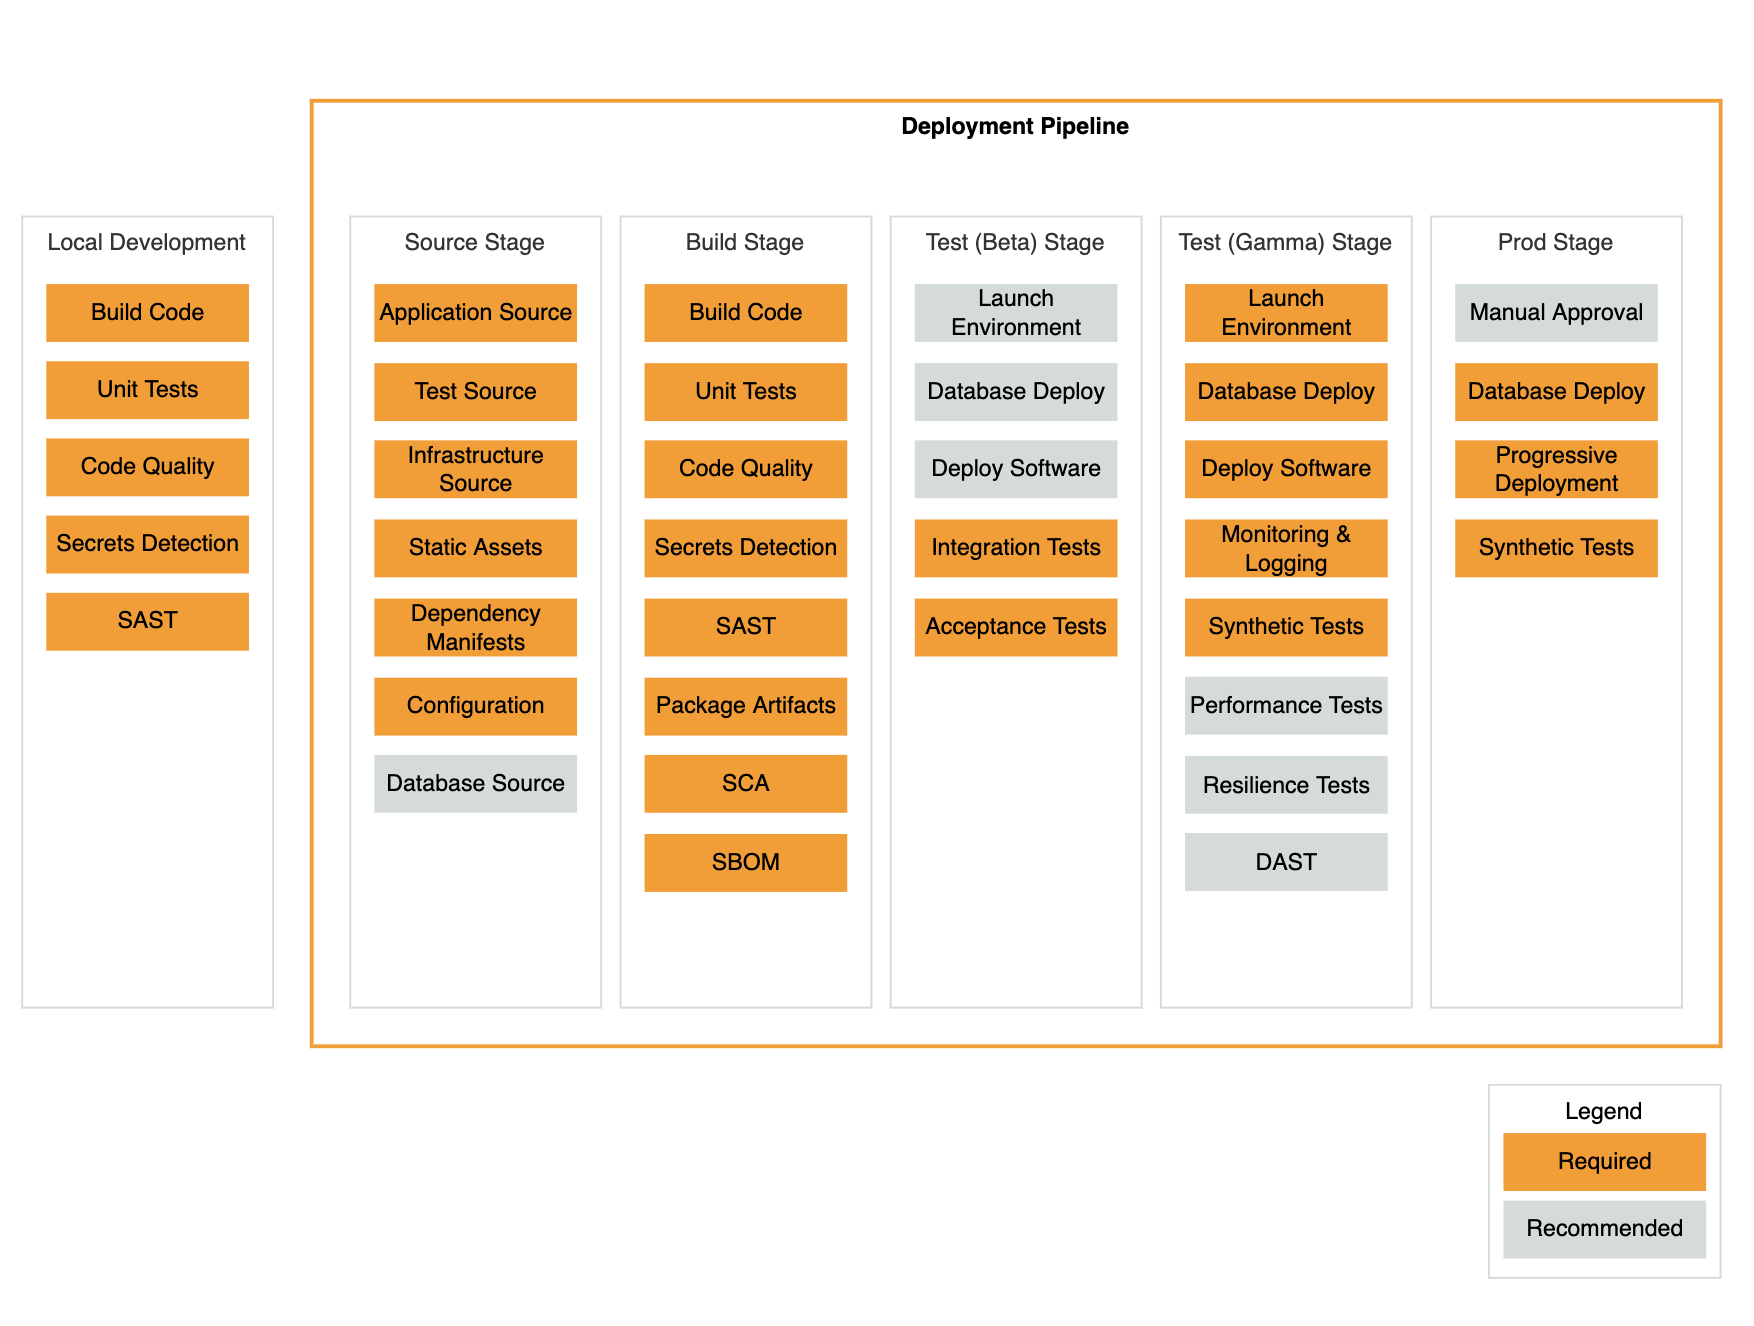 Deployment Pipeline
Local Development
Build Code
Unit Tests
Code Quality
Secrets Detection
SAST
Source Stage
Application Source
Test Source
Infrastructure
Source
Static Assets
Dependency
Manifests
Configuration
Database Source
Build Stage
Build Code
Unit Tests
Code Quality
Secrets Detection
SAST
Package Artifacts
SCA
SBOM
Test (Beta) Stage
Launch
Environment
Database Deploy
Deploy Software
Integration Tests
Acceptance Tests
Test (Gamma) Stage
Launch
Environment
Database Deploy
Deploy Software
Monitoring &
Logging
Synthetic Tests
Performance Tests
Resilience Tests
DAST
Prod Stage
Manual Approval
Database Deploy
Progressive
Deployment
Synthetic Tests
Legend
Required
Recommended